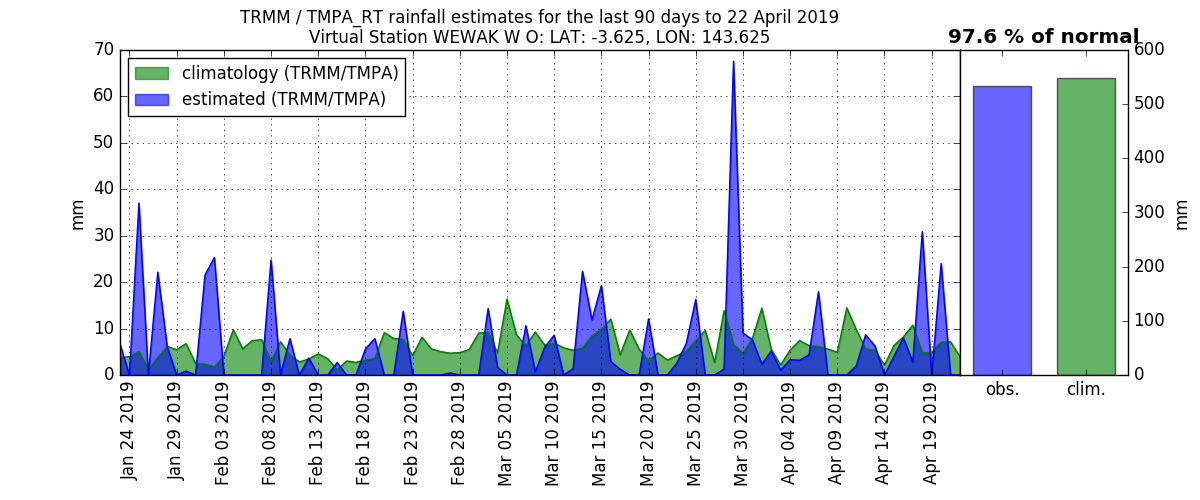 TRMM / TMPA_RT rainfall estimates for the last 90 days to 22 April 2019
Virtual Station WEWAK W O: LAT: -3.625, LON: 143.625
97.6 % of normal
climatology (TRMM/TMPA)
estimated (TRMM/TMPA)
mm
70
60
50
40
30
20
10
0
Jan 24 2019
Jan 29 2019
Feb 03 2019
Feb 08 2019
Feb 13 2019
Feb 18 2019
Feb 23 2019
Feb 28 2019
Mar 05 2019
Mar 10 2019
Mar 15 2019
Mar 20 2019
Mar 25 2019
Mar 30 2019
Apr 04 2019
Apr 09 2019
Apr 14 2019
Apr 19 2019
600
500
400
300
200
100
0
mm
obs.
clim.